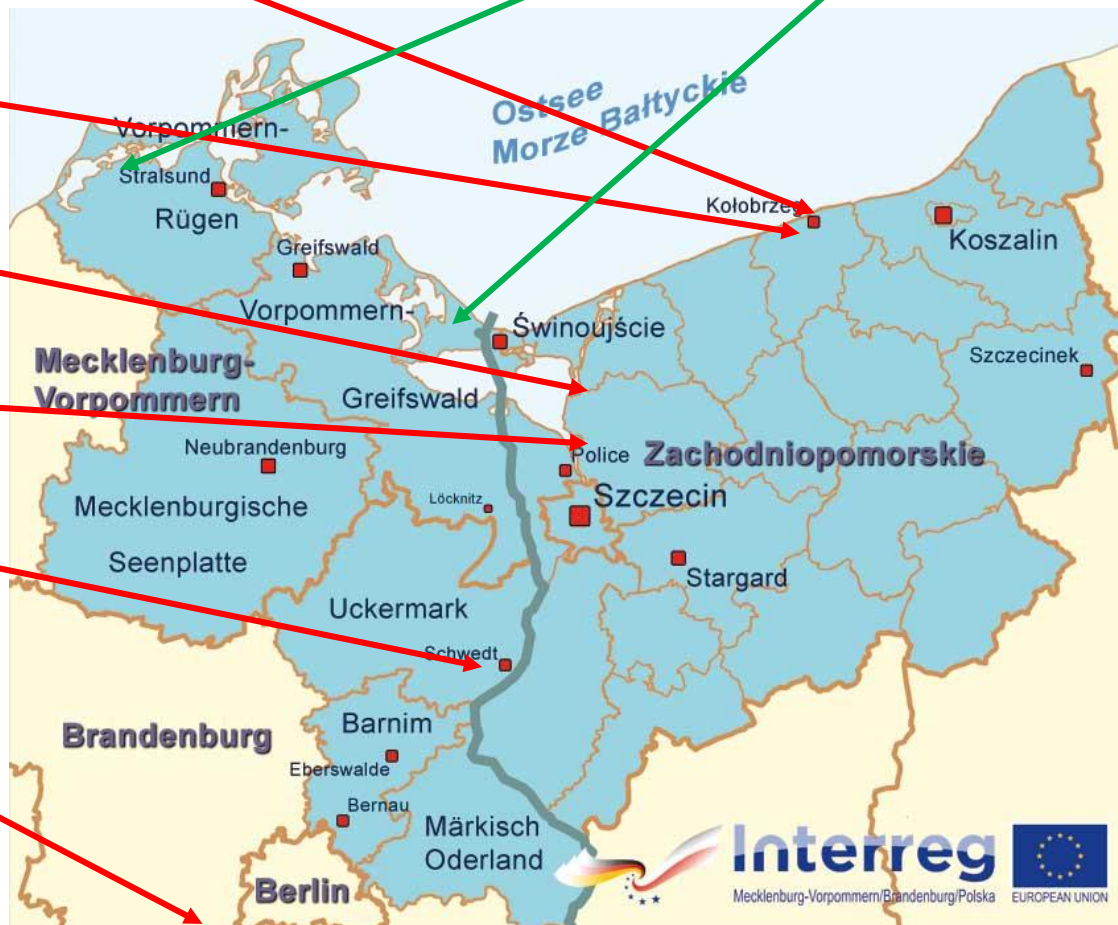 Ostsee
Morze Bałtyckie
Vorpommern-
Stralsund
Rügen
Kołobrzeg
Koszalin
Greifswald
Vorpommern-
Świnoujście
Szczecinek
Mecklenburg-
Vorpommern
Greifswald
Neubrandenburg
Police
Zachodniopomorskie
Löcknitz
Szczecin
Mecklenburgische
Seenplatte
Stargard
Uckermark
Schwedt
Brandenburg
Barnim
Eberswalde
Bernau
Märkisch
Oderland
Berlin
Interreg
Mecklenburg-Vorpommern/Brandenburg/Polska
EUROPEAN UNION